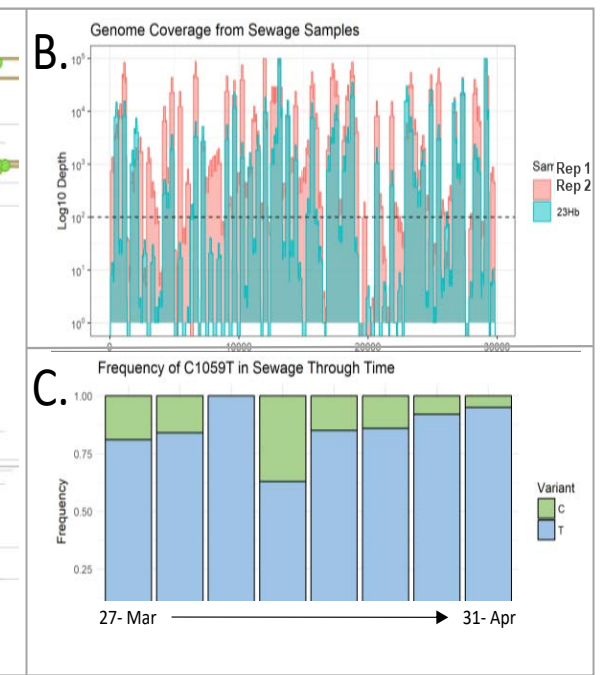 B.
Genome Coverage from Sewage Samples
10⁵
10⁴
10³
10²
10¹
10⁰
Log10 Depth
0 10000 20000 30000
Rep 1
Rep 2
23Hb
C.
Frequency of C1059T in Sewage Through Time
1.00
0.75
0.50
0.25
Frequency
Variant
C
T
27- Mar 31- Apr